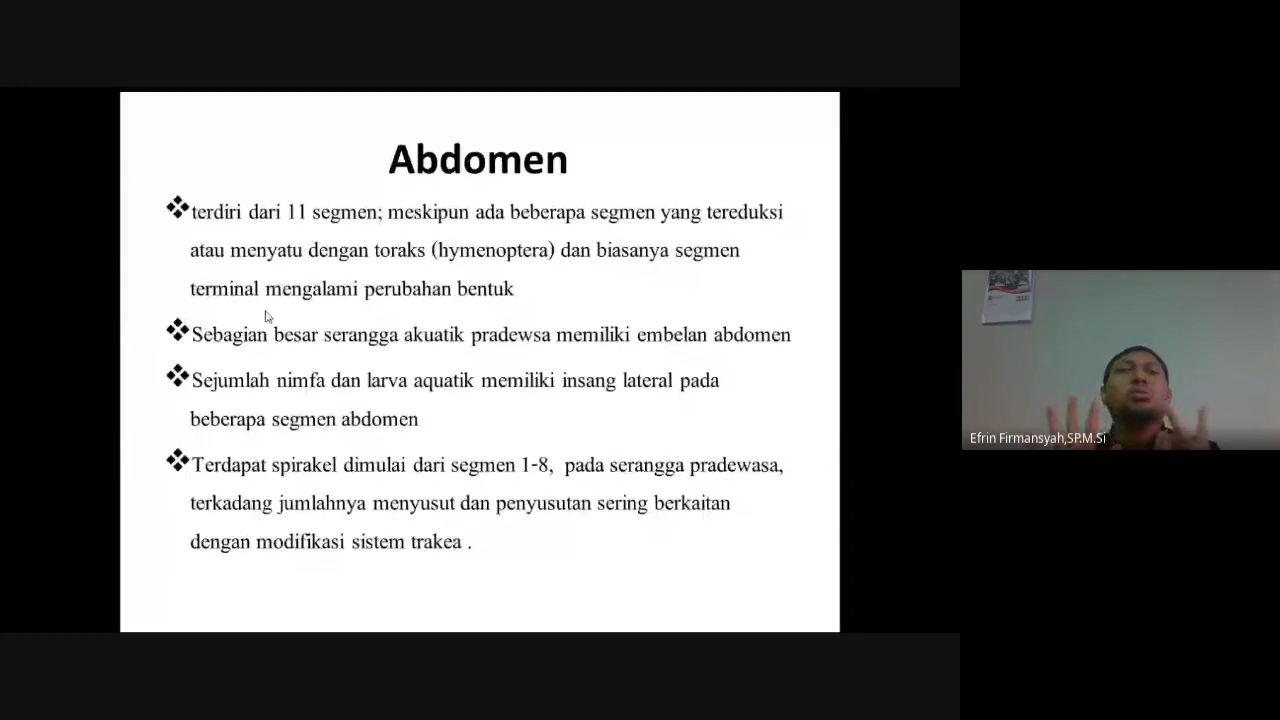 Abdomen
❖terdiri dari 11 segmen; meskipun ada beberapa segmen yang tereduksi
atau menyatu dengan toraks (hymenoptera) dan biasanya segmen
terminal mengalami perubahan bentuk
❖Sebagian besar serangga akuatik pradewsa memiliki embelan abdomen
❖Sejumlah nimfa dan larva aquatik memiliki insang lateral pada
beberapa segmen abdomen
❖Terdapat spirakel dimulai dari segmen 1-8, pada serangga pradewasa,
terkadang jumlahnya menyusut dan penyusutan sering berkaitan
dengan modifikasi sistem trakea .
Efrin Firmansyah,SP.M.Si